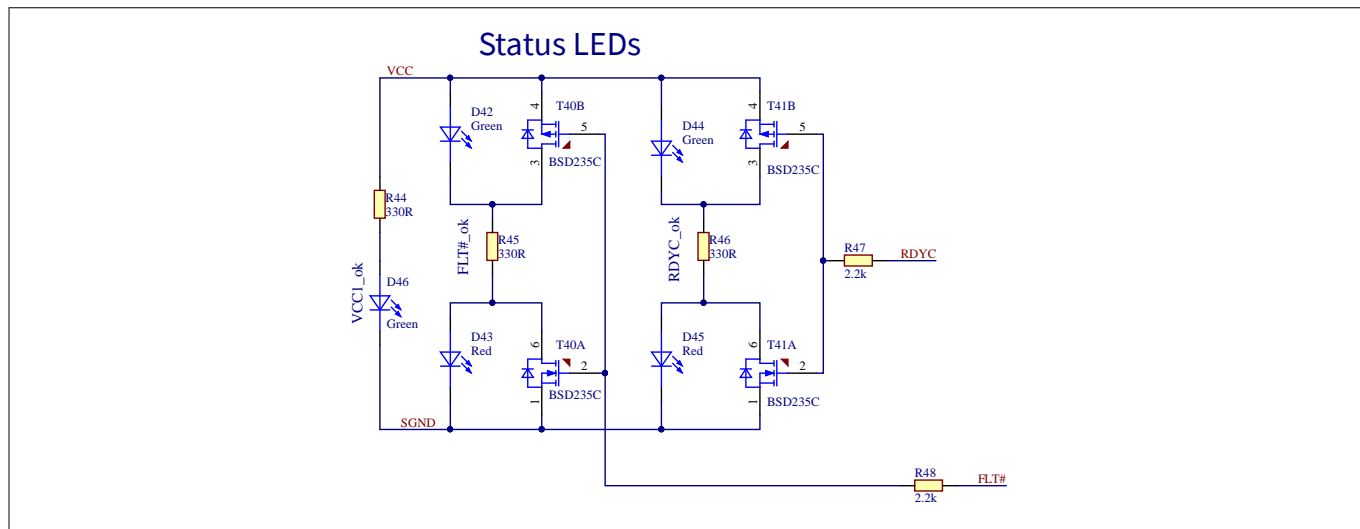 Status LEDs
VCC
D42
Green
4
T40B
5
3
BSD235C
D44
Green
4
T41B
5
3
BSD235C
R44
330R
FLT#_ok
R45
330R
RDYC_ok
R46
330R
R47
2.2k
RDYC
VCC1_ok
D46
Green
D43
Red
6
T40A
2
1
BSD235C
D45
Red
6
T41A
2
1
BSD235C
SGND
R48
2.2k
FLT#